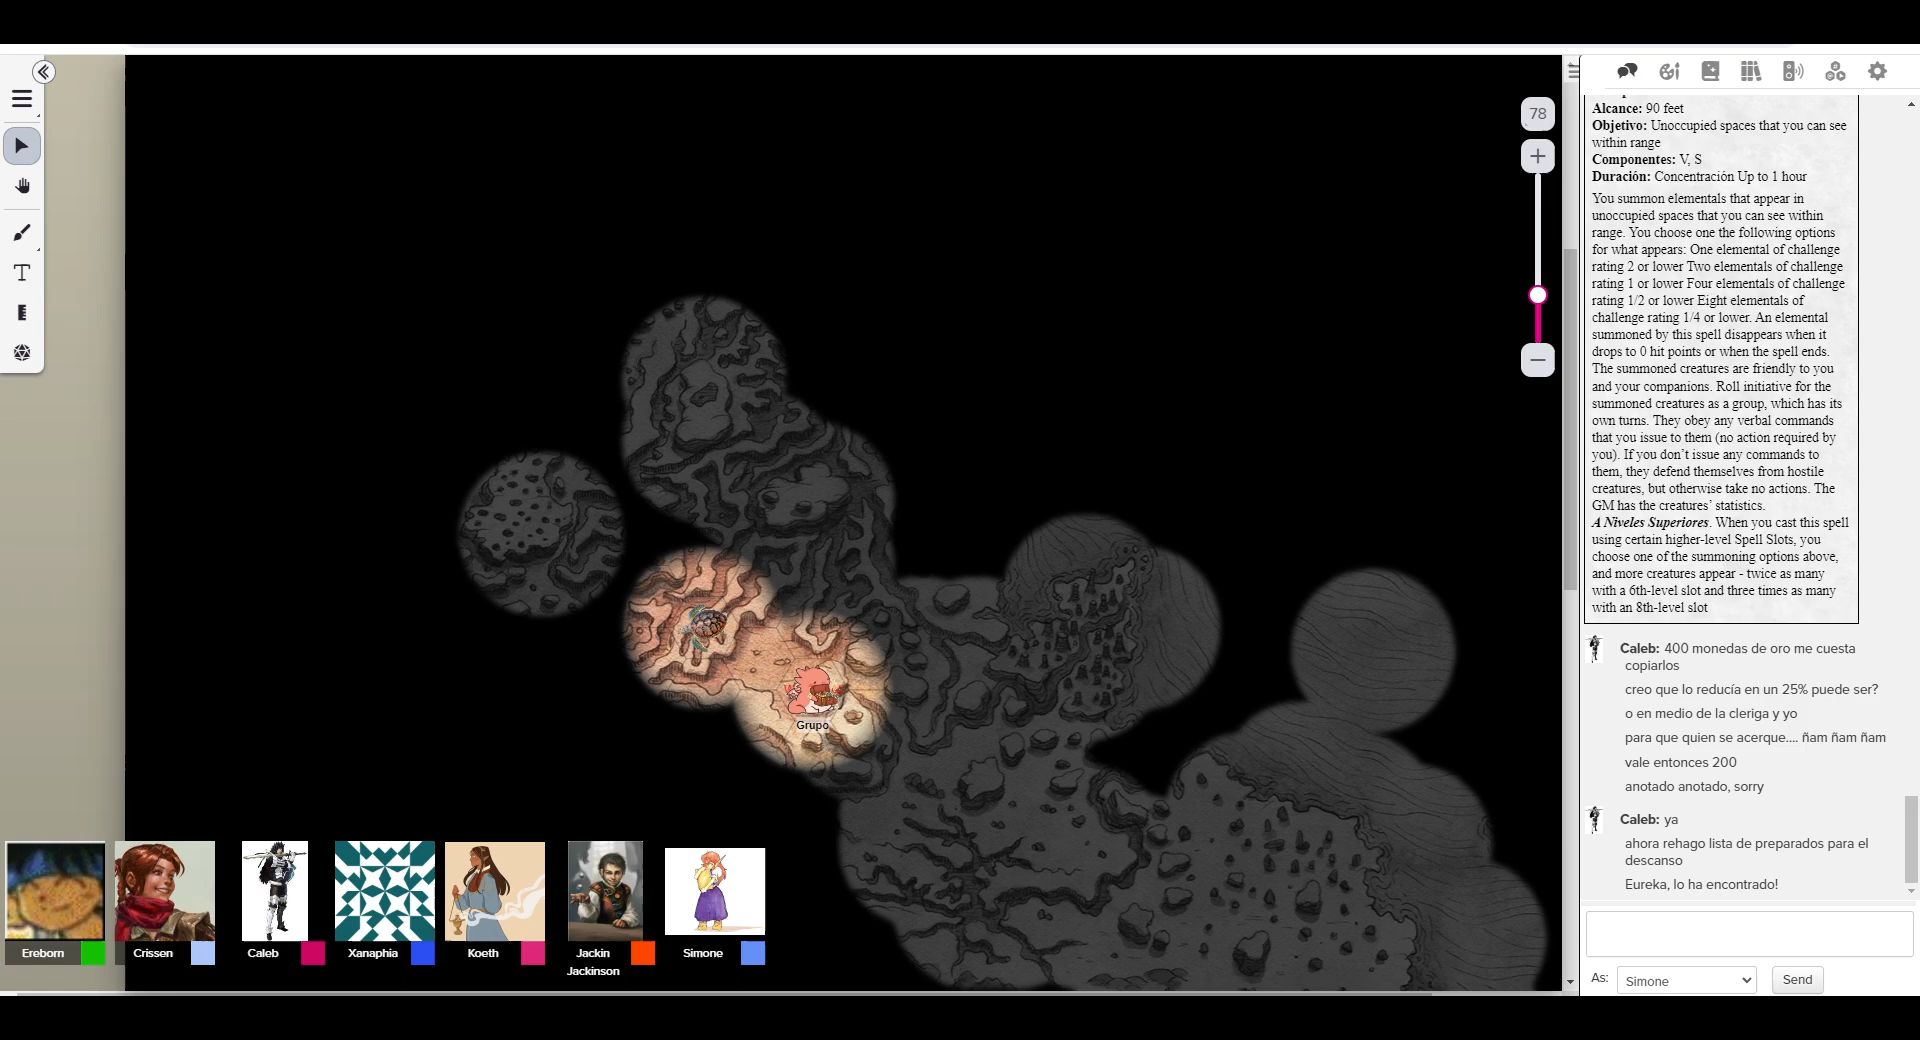 78
Grupo
Ereborn
Crissen
Caleb
Xanaphia
Koeth
Jackin
Jackinson
Simone
Alcance: 90 feet
Objetivo: Unoccupied spaces that you can see
within range
Componentes: V, S
Duración: Concentración Up to 1 hour
You summon elementals that appear in
unoccupied spaces that you can see within
range. You choose one the following options
for what appears: One elemental of challenge
rating 2 or lower Two elementals of challenge
rating 1 or lower Four elementals of challenge
rating 1/2 or lower Eight elementals of
challenge rating 1/4 or lower. An elemental
summoned by this spell disappears when it
drops to 0 hit points or when the spell ends.
The summoned creatures are friendly to you
and your companions. Roll initiative for the
summoned creatures as a group, which has its
own turns. They obey any verbal commands
that you issue to them (no action required by
you). If you don’t issue any commands to
them, they defend themselves from hostile
creatures, but otherwise take no actions. The
GM has the creatures’ statistics.
A Niveles Superiores. When you cast this spell
using certain higher-level Spell Slots, you
choose one of the summoning options above,
and more creatures appear - twice as many
with a 6th-level slot and three times as many
with an 8th-level slot
Caleb: 400 monedas de oro me cuesta
copiarlos
creo que lo reducía en un 25% puede ser?
o en medio de la cleriga y yo
para que quien se acerque.... ñam ñam ñam
vale entonces 200
anotado anotado, sorry
Caleb: ya
ahora rehago lista de preparados para el
descanso
Eureka, lo ha encontrado!
As: Simone Send